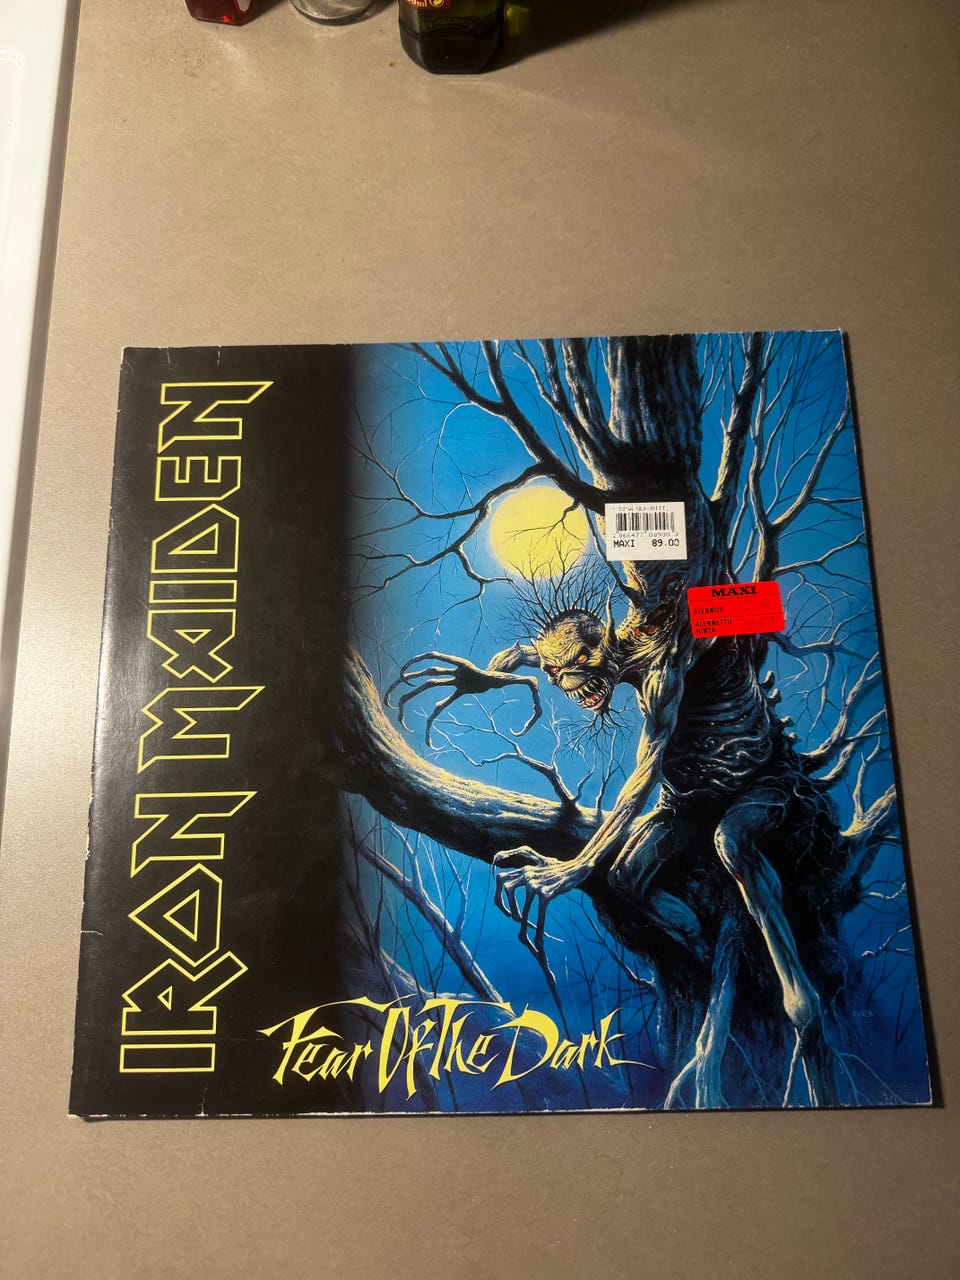 IRON MAIDEN
Fear Of The Dark
MAXI 89.00
MAXI
ALENNUS
ALENNETTU
HINTA